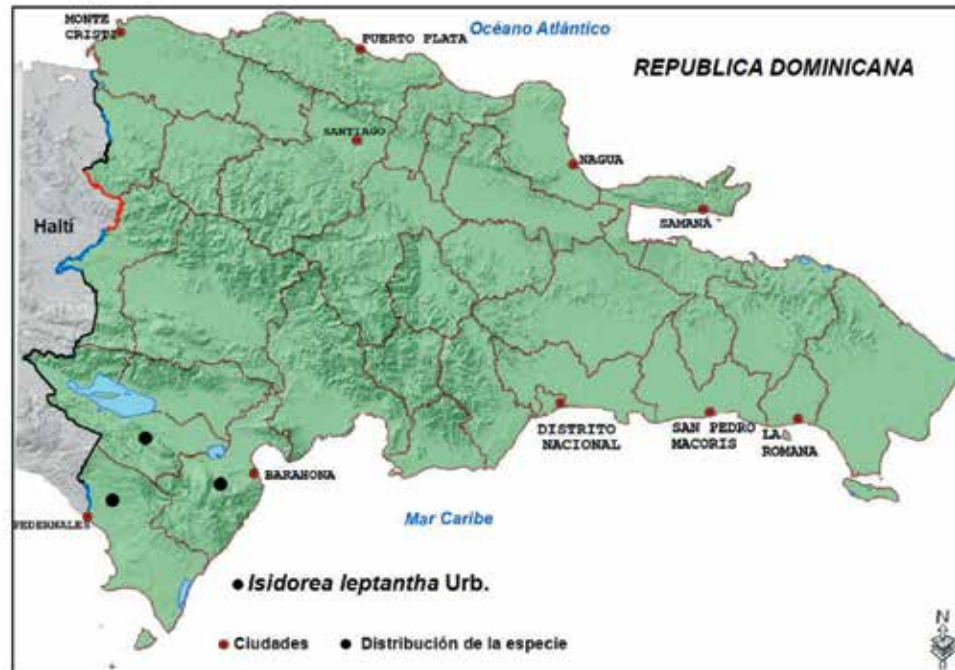 MONTE
CRISTI
PUERTO PLATA
Océano Atlántico
REPUBLICA DOMINICANA
SANTIAGO
NAGUA
SAMANÁ
Haití
DISTRITO
NACIONAL
SAN PEDRO
MACORIS
LA
ROMANA
BARAHONA
PEDERNALES
Mar Caribe
Isidorea leptantha Urb.
Ciudades
Distribución de la especie
N